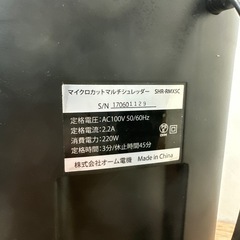 マイクロカットマルチシュレッダー SHR-RMX5C
S/N 170601129
定格電圧：AC100V 50/60Hz
定格電流：2.2A
消費電力：220W
定格時間：3分/休止時間45分
株式会社オーム電機 Made in China